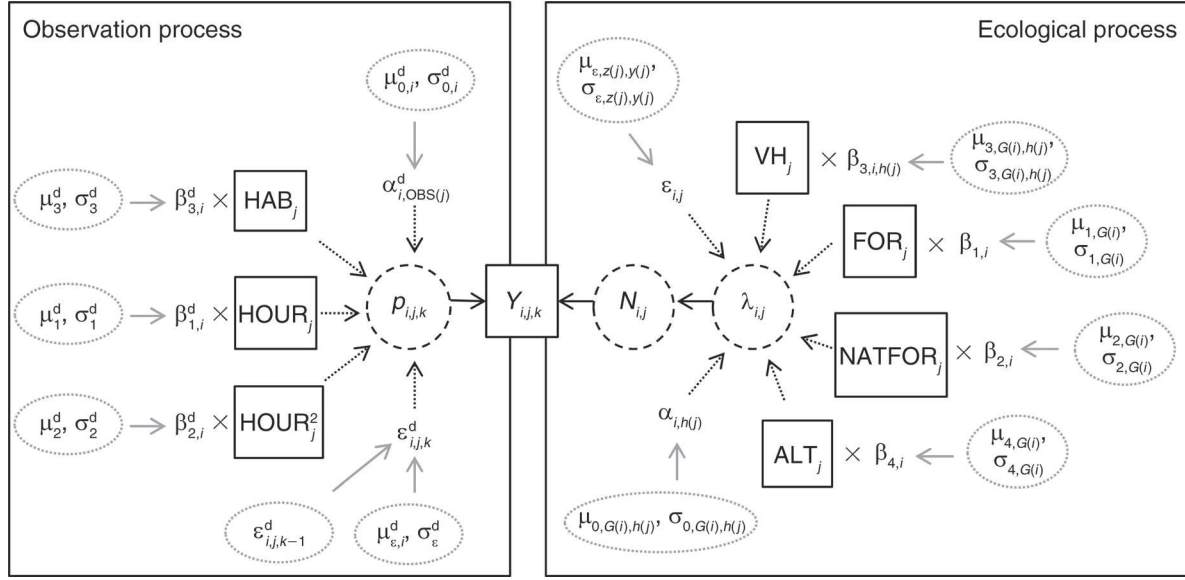 Observation process
Ecological process
μ^d_{0,i}, σ^d_{0,i}
α^d_{i,OBS(j)}
μ^d_3, σ^d_3
β^d_{3,i} × HAB_j
μ^d_1, σ^d_1
β^d_{1,i} × HOUR_j
μ^d_2, σ^d_2
β^d_{2,i} × HOUR^2_j
p_{i,j,k}
ε^d_{i,j,k}
ε^d_{i,j,k−1}
μ^d_{ε,i}, σ^d_ε
Y_{i,j,k}
N_{i,j}
λ_{i,j}
μ_{ε,z(j),y(j)},
σ_{ε,z(j),y(j)}
ε_{i,j}
VH_j × β_{3,i,h(j)}
μ_{3,G(i),h(j)},
σ_{3,G(i),h(j)}
FOR_j × β_{1,i}
μ_{1,G(i)},
σ_{1,G(i)}
NATFOR_j × β_{2,i}
μ_{2,G(i)},
σ_{2,G(i)}
ALT_j × β_{4,i}
μ_{4,G(i)},
σ_{4,G(i)}
α_{i,h(j)}
μ_{0,G(i),h(j)}, σ_{0,G(i),h(j)}